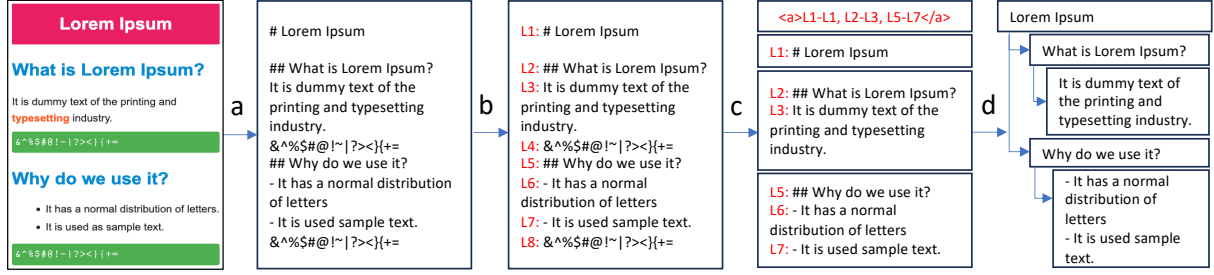 Lorem Ipsum
What is Lorem Ipsum?
It is dummy text of the printing and
typesetting industry.
&^%$#@!~|?><}{+=
Why do we use it?
• It has a normal distribution of letters.
• It is used as sample text.
&^%$#@!~|?><}{+=
a
# Lorem Ipsum
## What is Lorem Ipsum?
It is dummy text of the
printing and typesetting
industry.
&^%$#@!~|?><}{+=
## Why do we use it?
- It has a normal distribution
of letters
- It is used sample text.
&^%$#@!~|?><}{+=
b
L1: # Lorem Ipsum
L2: ## What is Lorem Ipsum?
L3: It is dummy text of the
printing and typesetting
industry.
L4: &^%$#@!~|?><}{+=
L5: ## Why do we use it?
L6: - It has a normal
distribution of letters
L7: - It is used sample text.
L8: &^%$#@!~|?><}{+=
c
<a>L1-L1, L2-L3, L5-L7</a>
L1: # Lorem Ipsum
L2: ## What is Lorem Ipsum?
L3: It is dummy text of the
printing and typesetting
industry.
L5: ## Why do we use it?
L6: - It has a normal
distribution of letters
L7: - It is used sample text.
d
Lorem Ipsum
What is Lorem Ipsum?
It is dummy text of
the printing and
typesetting industry.
Why do we use it?
- It has a normal
distribution of
letters
- It is used sample
text.